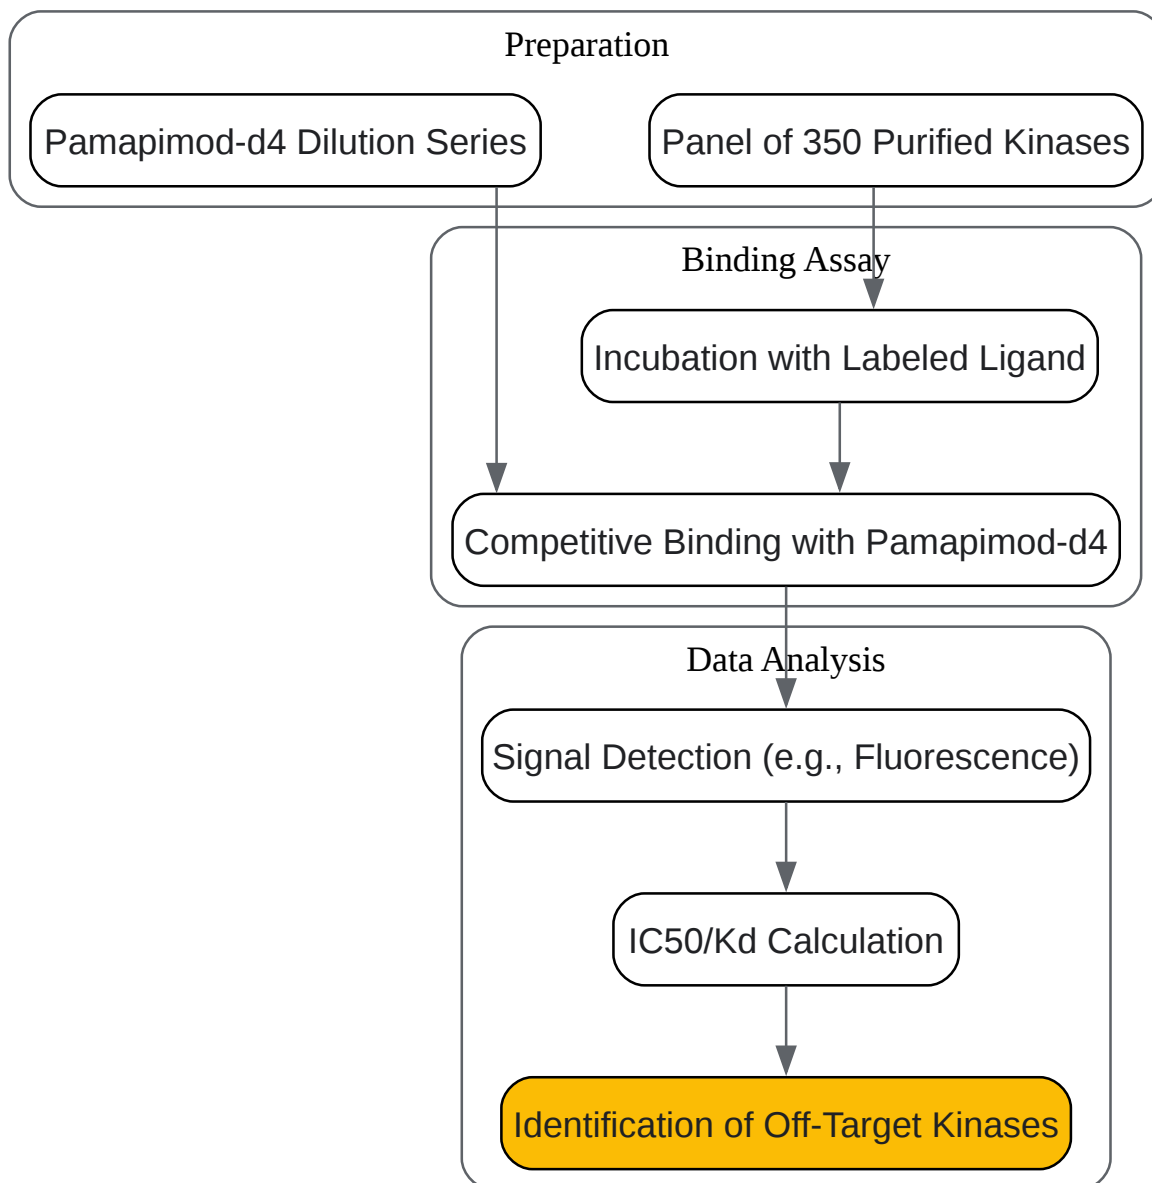 Preparation
Pamapimod-d4 Dilution Series
Panel of 350 Purified Kinases
Binding Assay
Incubation with Labeled Ligand
Competitive Binding with Pamapimod-d4
Data Analysis
Signal Detection (e.g., Fluorescence)
IC50/Kd Calculation
Identification of Off-Target Kinases